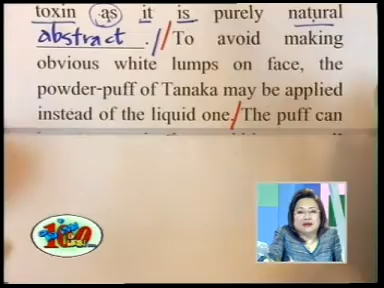 toxin as it is purely natural
abstract. To avoid making
obvious white lumps on face, the
powder-puff of Tanaka may be applied
instead of the liquid one. The puff can
100